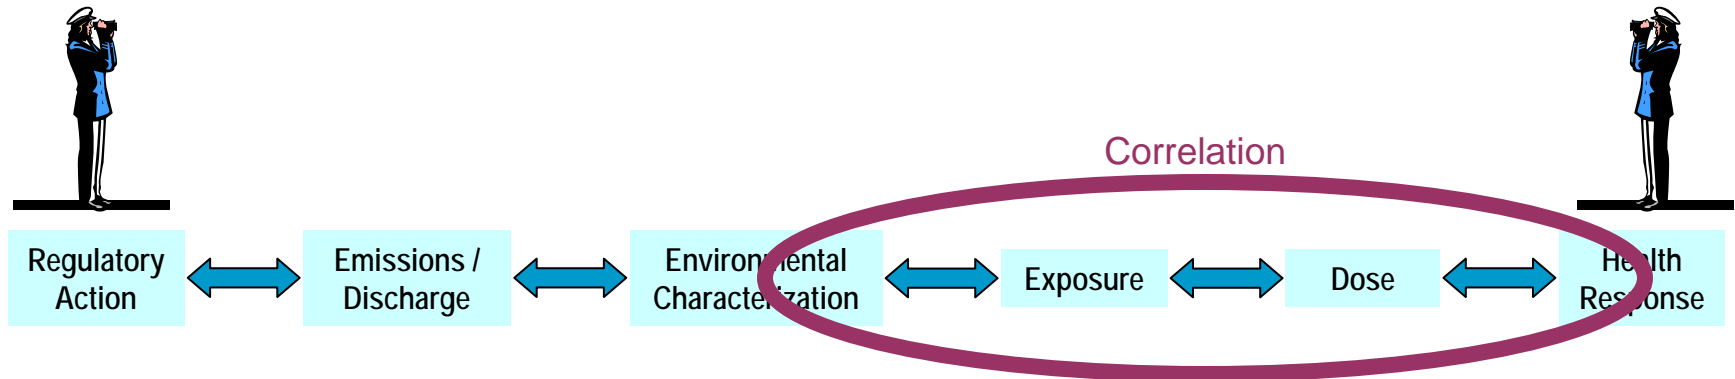 Correlation
Regulatory
Action
Emissions /
Discharge
Environmental
Characterization
Exposure
Dose
Health
Response